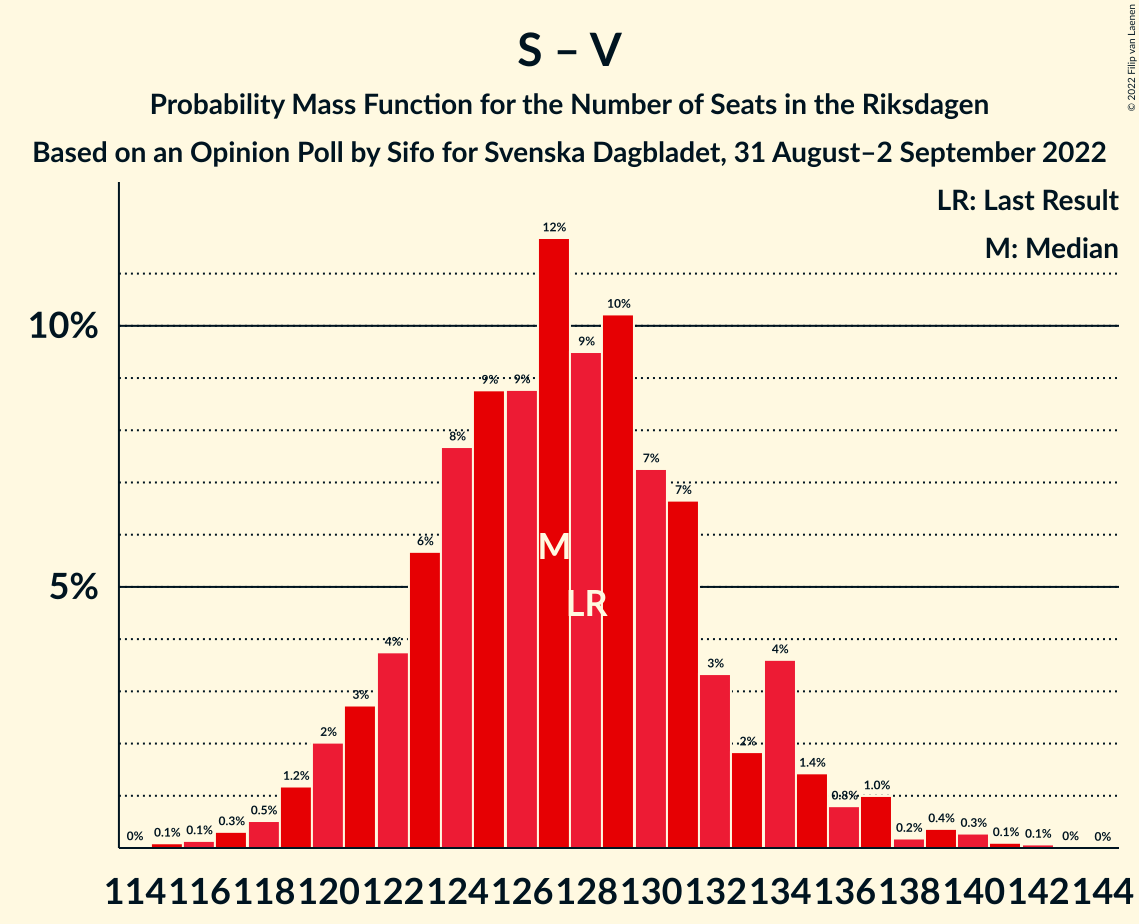 S – V
Probability Mass Function for the Number of Seats in the Riksdagen
Based on an Opinion Poll by Sifo for Svenska Dagbladet, 31 August–2 September 2022
© 2022 Filip van Laenen
LR: Last Result
M: Median
10%
5%
0% 0.1% 0.1% 0.3% 0.5% 1.2% 2% 3% 4% 6% 8% 9% 9% 12% 9% 10% 7% 7% 3% 2% 4% 1.4% 0.8% 1.0% 0.2% 0.4% 0.3% 0.1% 0.1% 0% 0%
M
LR
114 116 118 120 122 124 126 128 130 132 134 136 138 140 142 144